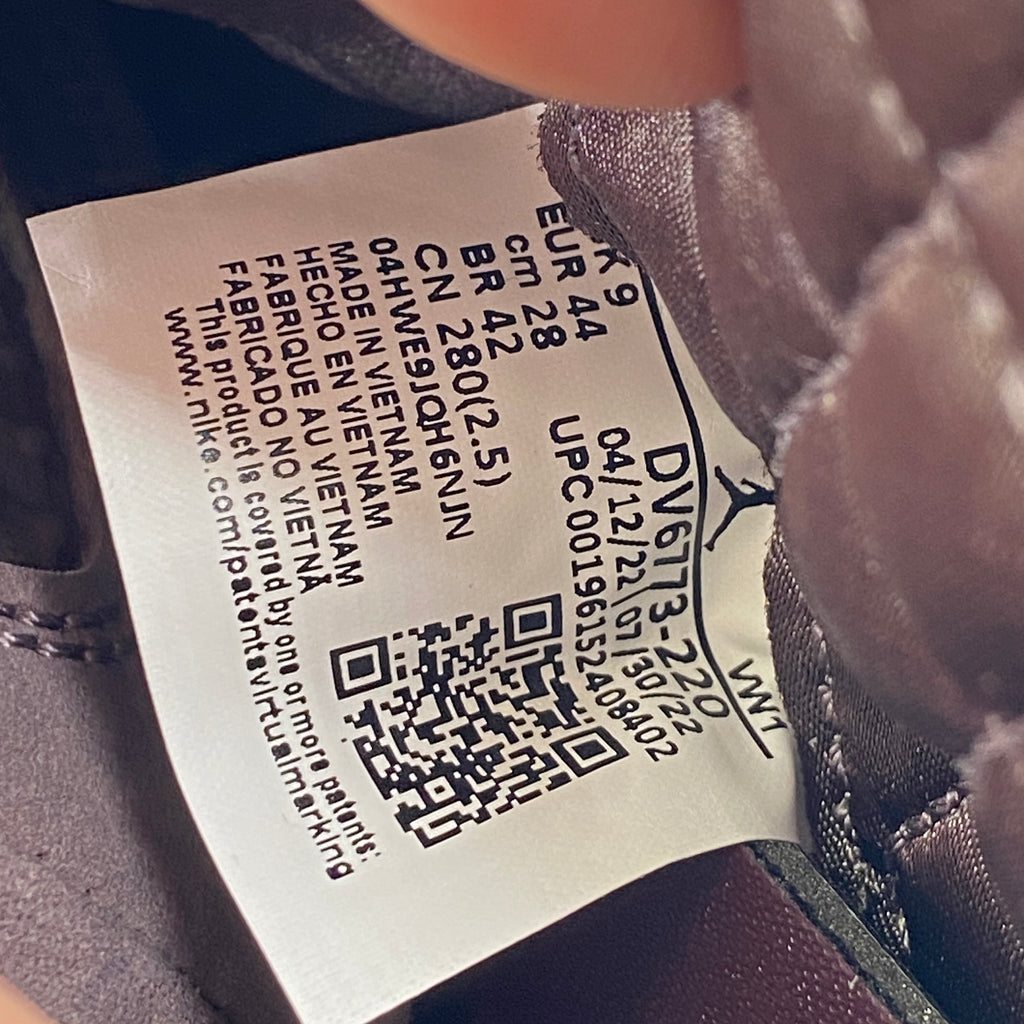 VN1
DV6773-220
04/12/22 07/30/22
UPC 00196152408402
UK 9
EUR 44
cm 28
BR 42
CN 280(2.5)
04HWE9JQH6NJN
MADE IN VIETNAM
HECHO EN VIETNAM
FABRIQUE AU VIETNAM
FABRICADO NO VIETNÃ
This product is covered by one or more patents:
www.nike.com/patentsvirtualmarking